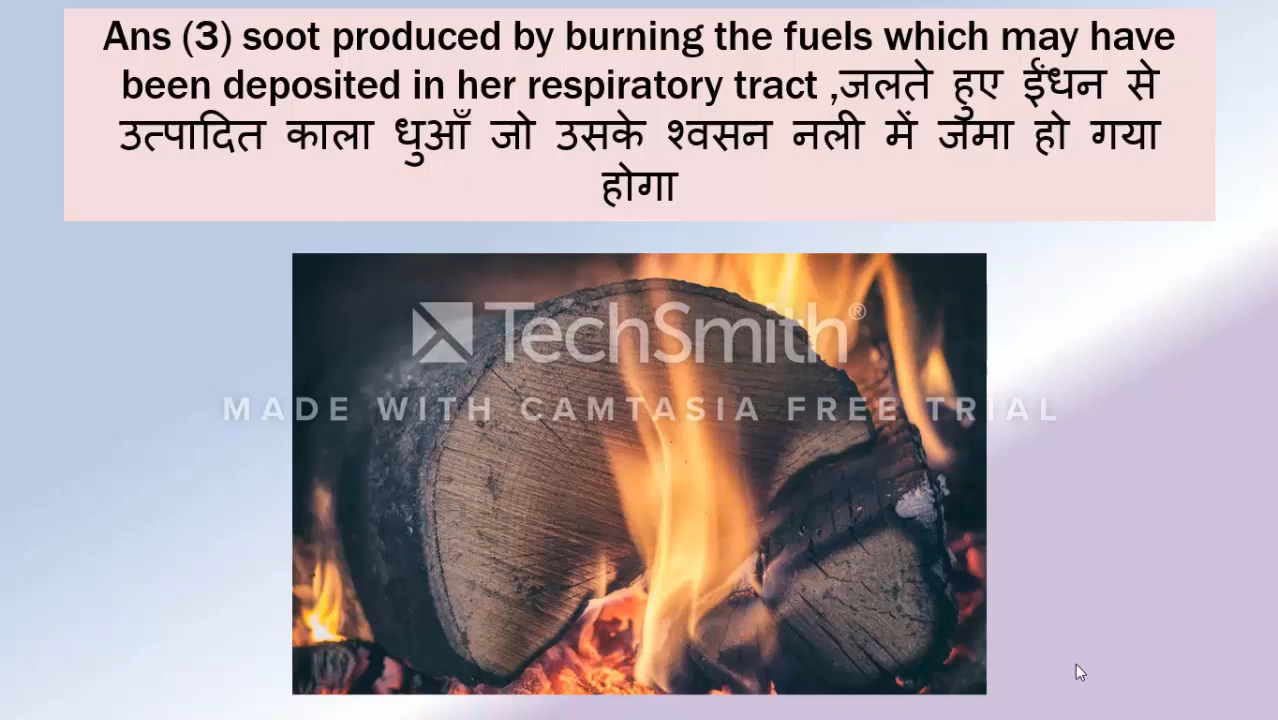 Ans (3) soot produced by burning the fuels which may have
been deposited in her respiratory tract ,जलते हुए ईंधन से
उत्पादित काला धुआँ जो उसके श्वसन नली में जमा हो गया
होगा
TechSmith®
MADE WITH CAMTASIA FREE TRIAL